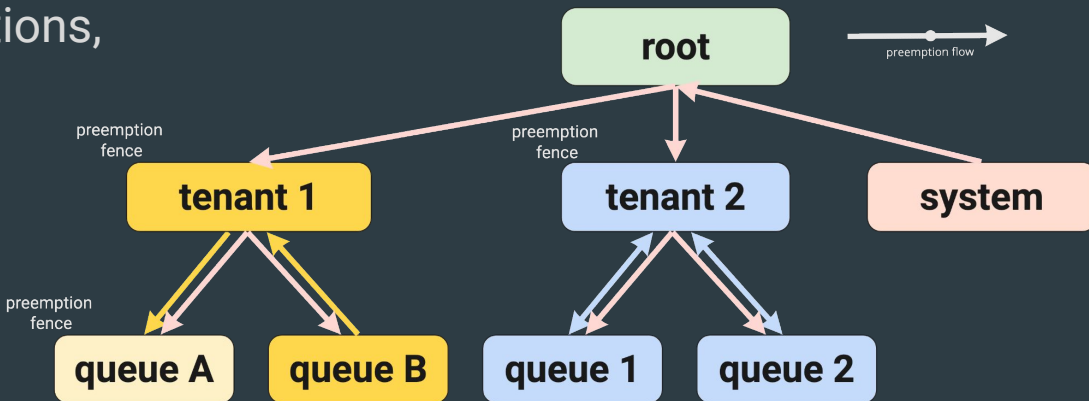 tions,
root
preemption flow
preemption
fence
preemption
fence
tenant 1
tenant 2
system
preemption
fence
queue A
queue B
queue 1
queue 2